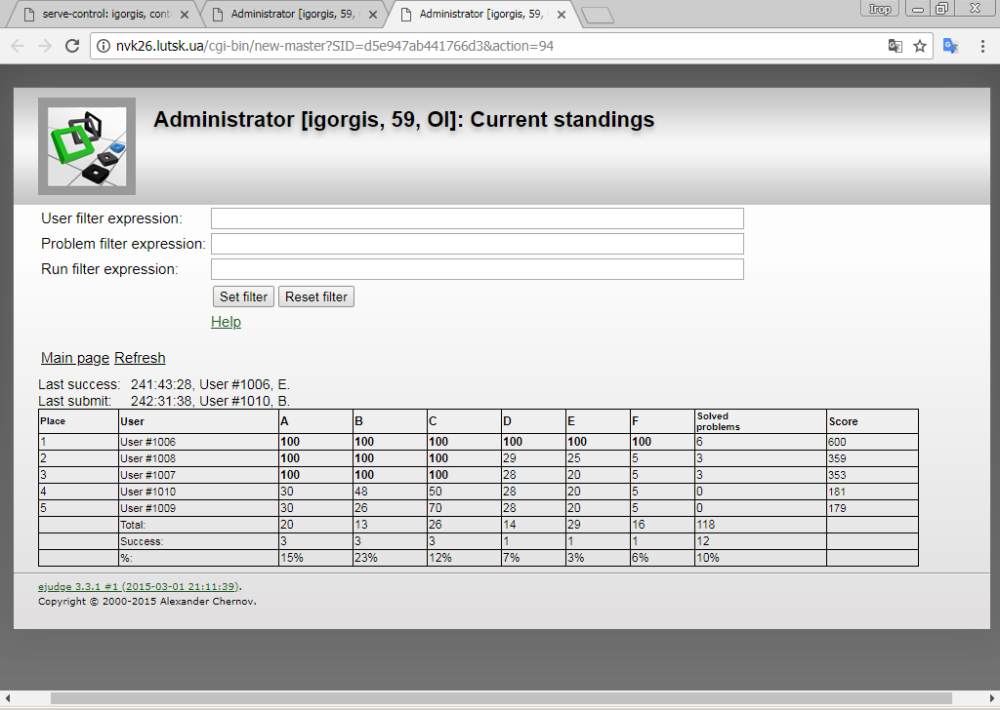 serve-control: igorgis, cont
Administrator [igorgis, 59,
Administrator [igorgis, 59,
Ігор
nvk26.lutsk.ua/cgi-bin/new-master?SID=d5e947ab441766d3&action=94
Administrator [igorgis, 59, OI]: Current standings
User filter expression:
Problem filter expression:
Run filter expression:
Set filter Reset filter
Help
Main page Refresh
Last success: 241:43:28, User #1006, E.
Last submit: 242:31:38, User #1010, B.
Place User A B C D E F Solved problems Score
1 User #1006 100 100 100 100 100 100 6 600
2 User #1008 100 100 100 29 25 5 3 359
3 User #1007 100 100 100 28 20 5 3 353
4 User #1010 30 48 50 28 20 5 0 181
5 User #1009 30 26 70 28 20 5 0 179
Total: 20 13 26 14 29 16 118
Success: 3 3 3 1 1 1 12
%: 15% 23% 12% 7% 3% 6% 10%
ejudge 3.3.1 #1 (2015-03-01 21:11:39).
Copyright © 2000-2015 Alexander Chernov.